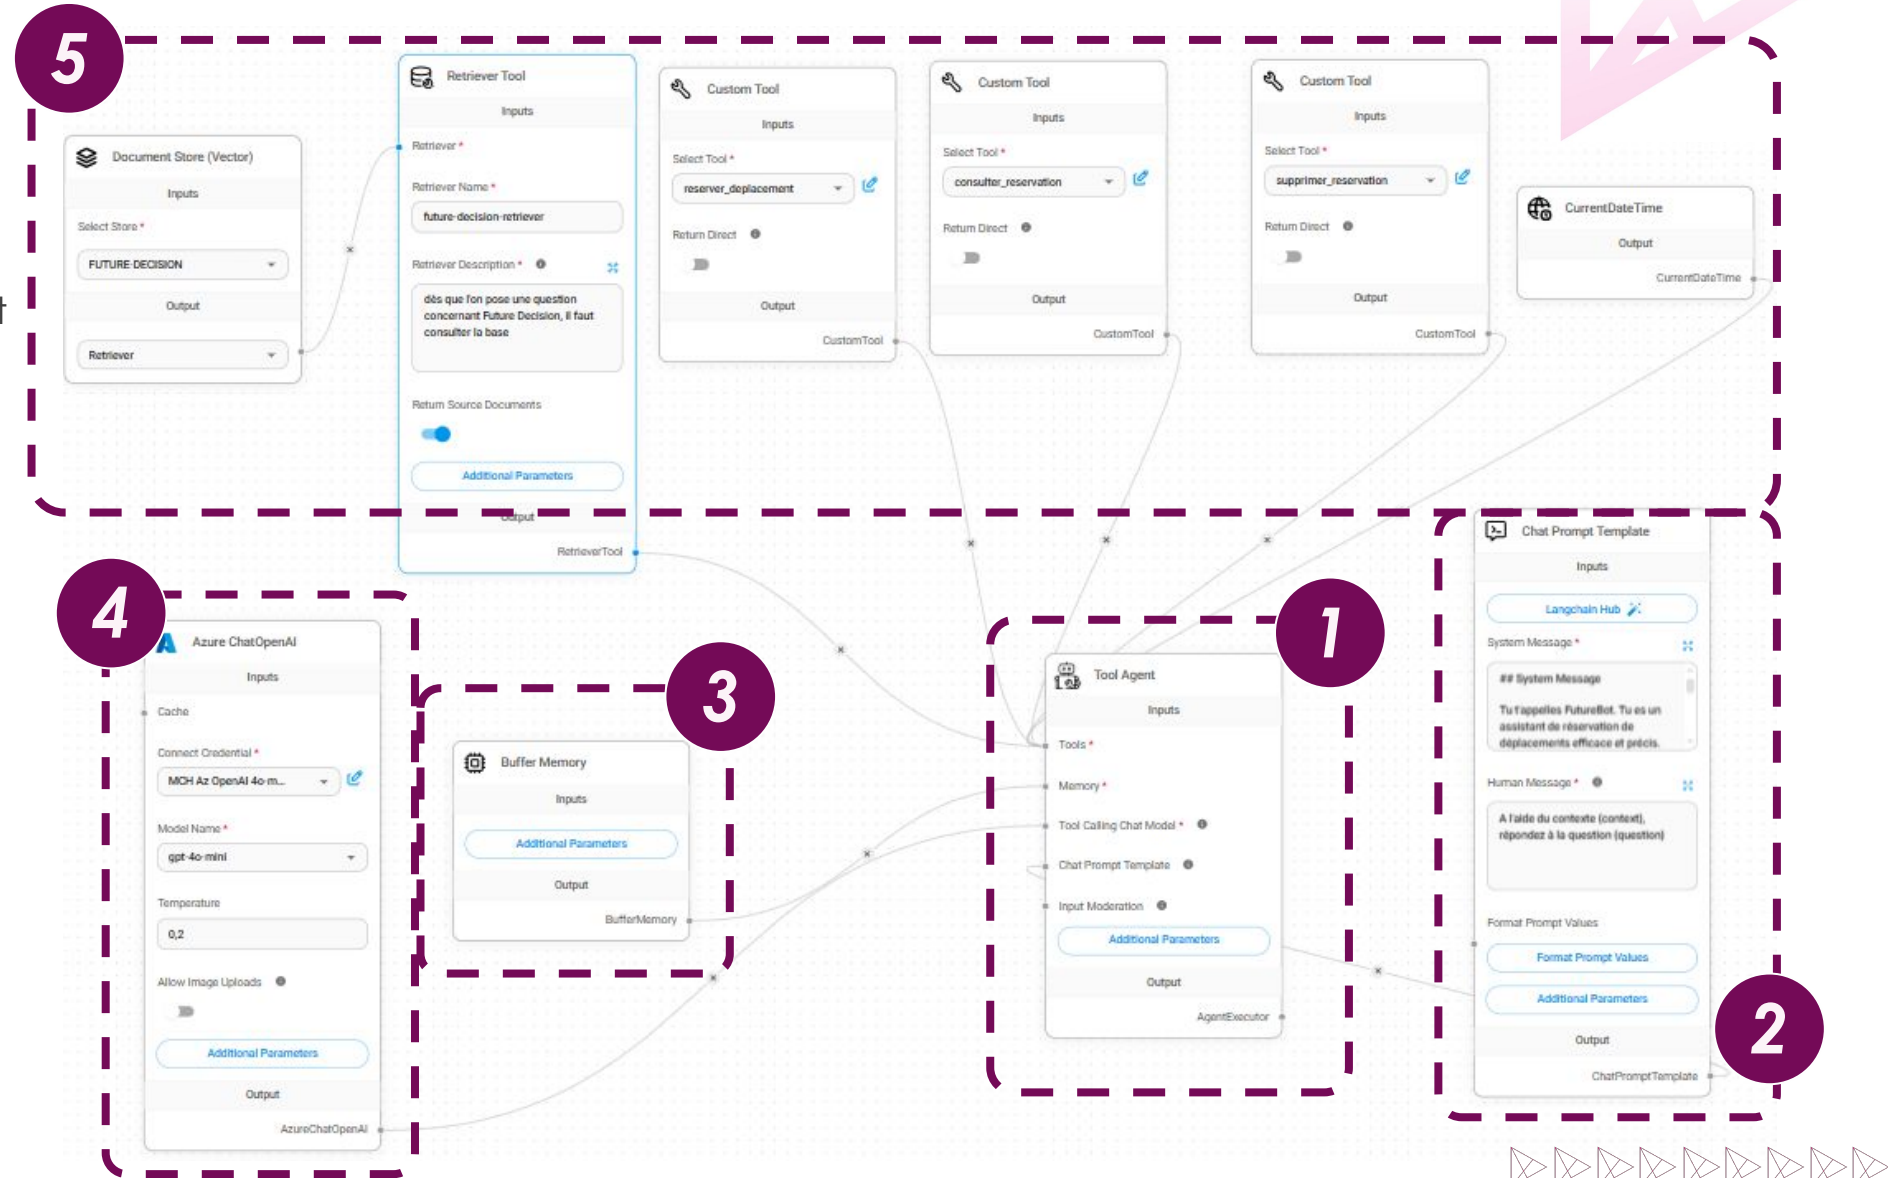 5
t
Document Store (Vector)
Inputs
Select Store *
FUTURE-DECISION
Output
Retriever
Retriever Tool
Inputs
Retriever *
Retriever Name *
future-decision-retriever
Retriever Description *
dès que l'on pose une question
concernant Future Decision, il faut
consulter la base
Return Source Documents
Additional Parameters
Output
RetrieverTool
Custom Tool
Inputs
Select Tool *
reserver_deplacement
Return Direct
Output
CustomTool
Custom Tool
Inputs
Select Tool *
consulter_reservation
Return Direct
Output
CustomTool
Custom Tool
Inputs
Select Tool *
supprimer_reservation
Return Direct
Output
CustomTool
CurrentDateTime
Output
CurrentDateTime
4
Azure ChatOpenAI
Inputs
Cache
Connect Credential *
MCH Az OpenAI 4o-m...
Model Name *
gpt-4o-mini
Temperature
0,2
Allow Image Uploads
Additional Parameters
Output
AzureChatOpenAI
3
Buffer Memory
Inputs
Additional Parameters
Output
BufferMemory
1
Tool Agent
Inputs
Tools *
Memory *
Tool Calling Chat Model *
Chat Prompt Template
Input Moderation
Additional Parameters
Output
AgentExecutor
Chat Prompt Template
Inputs
Langchain Hub
System Message *
## System Message
Tu t'appelles FutureBot. Tu es un
assistant de réservation de
déplacements efficace et précis.
Human Message *
A l'aide du contexte {context},
répondez à la question {question}
Format Prompt Values
Format Prompt Values
Additional Parameters
Output
ChatPromptTemplate
2